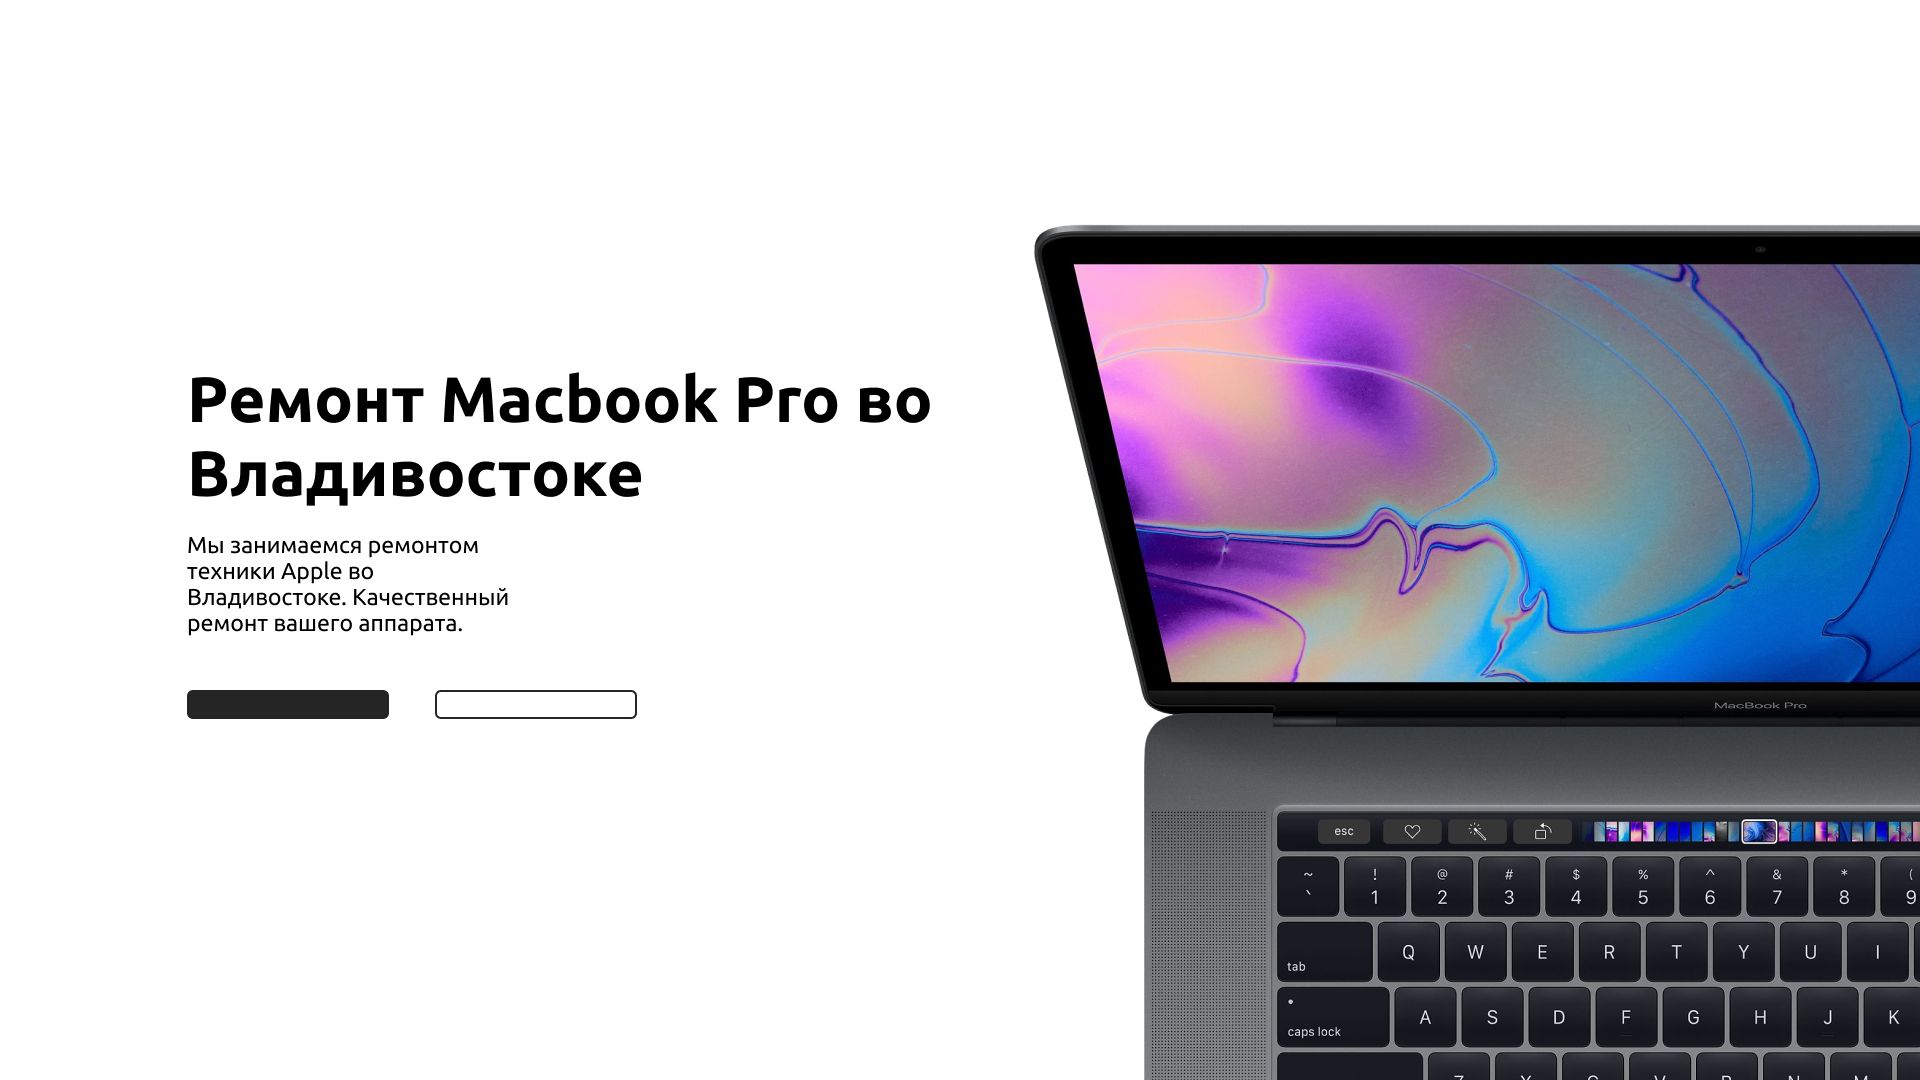 Ремонт Macbook Pro во
Владивостоке
Мы занимаемся ремонтом
техники Apple во
Владивостоке. Качественный
ремонт вашего аппарата.
MacBook Pro
esc
~ ! @ # $ % ^ & * (
` 1 2 3 4 5 6 7 8 9
tab Q W E R T Y U I
caps lock A S D F G H J K